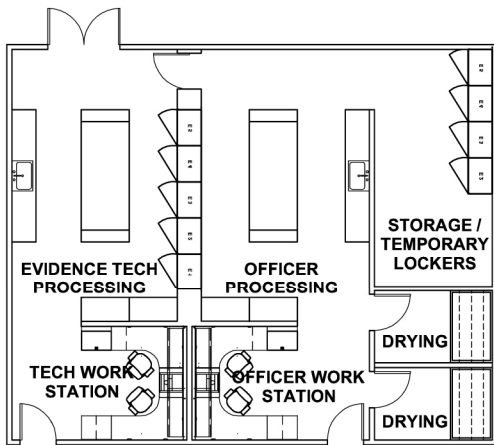 STORAGE /
TEMPORARY
LOCKERS
EVIDENCE TECH
PROCESSING
OFFICER
PROCESSING
DRYING
TECH WORK
STATION
OFFICER WORK
STATION
DRYING